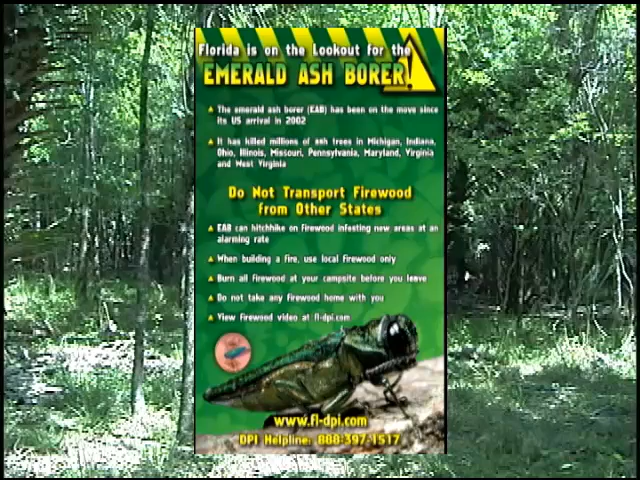 Florida is on the Lookout for the
EMERALD ASH BORER!
The emerald ash borer (EAB) has been on the move since
its US arrival in 2002
It has killed millions of ash trees in Michigan, Indiana,
Ohio, Illinois, Missouri, Pennsylvania, Maryland, Virginia
and West Virginia
Do Not Transport Firewood
from Other States
EAB can hitchhike on firewood infesting new areas at an
alarming rate
When building a fire, use local firewood only
Burn all firewood at your campsite before you leave
Do not take any firewood home with you
View firewood video at fl-dpi.com
www.fl-dpi.com
DPI Helpline: 888-397-1517